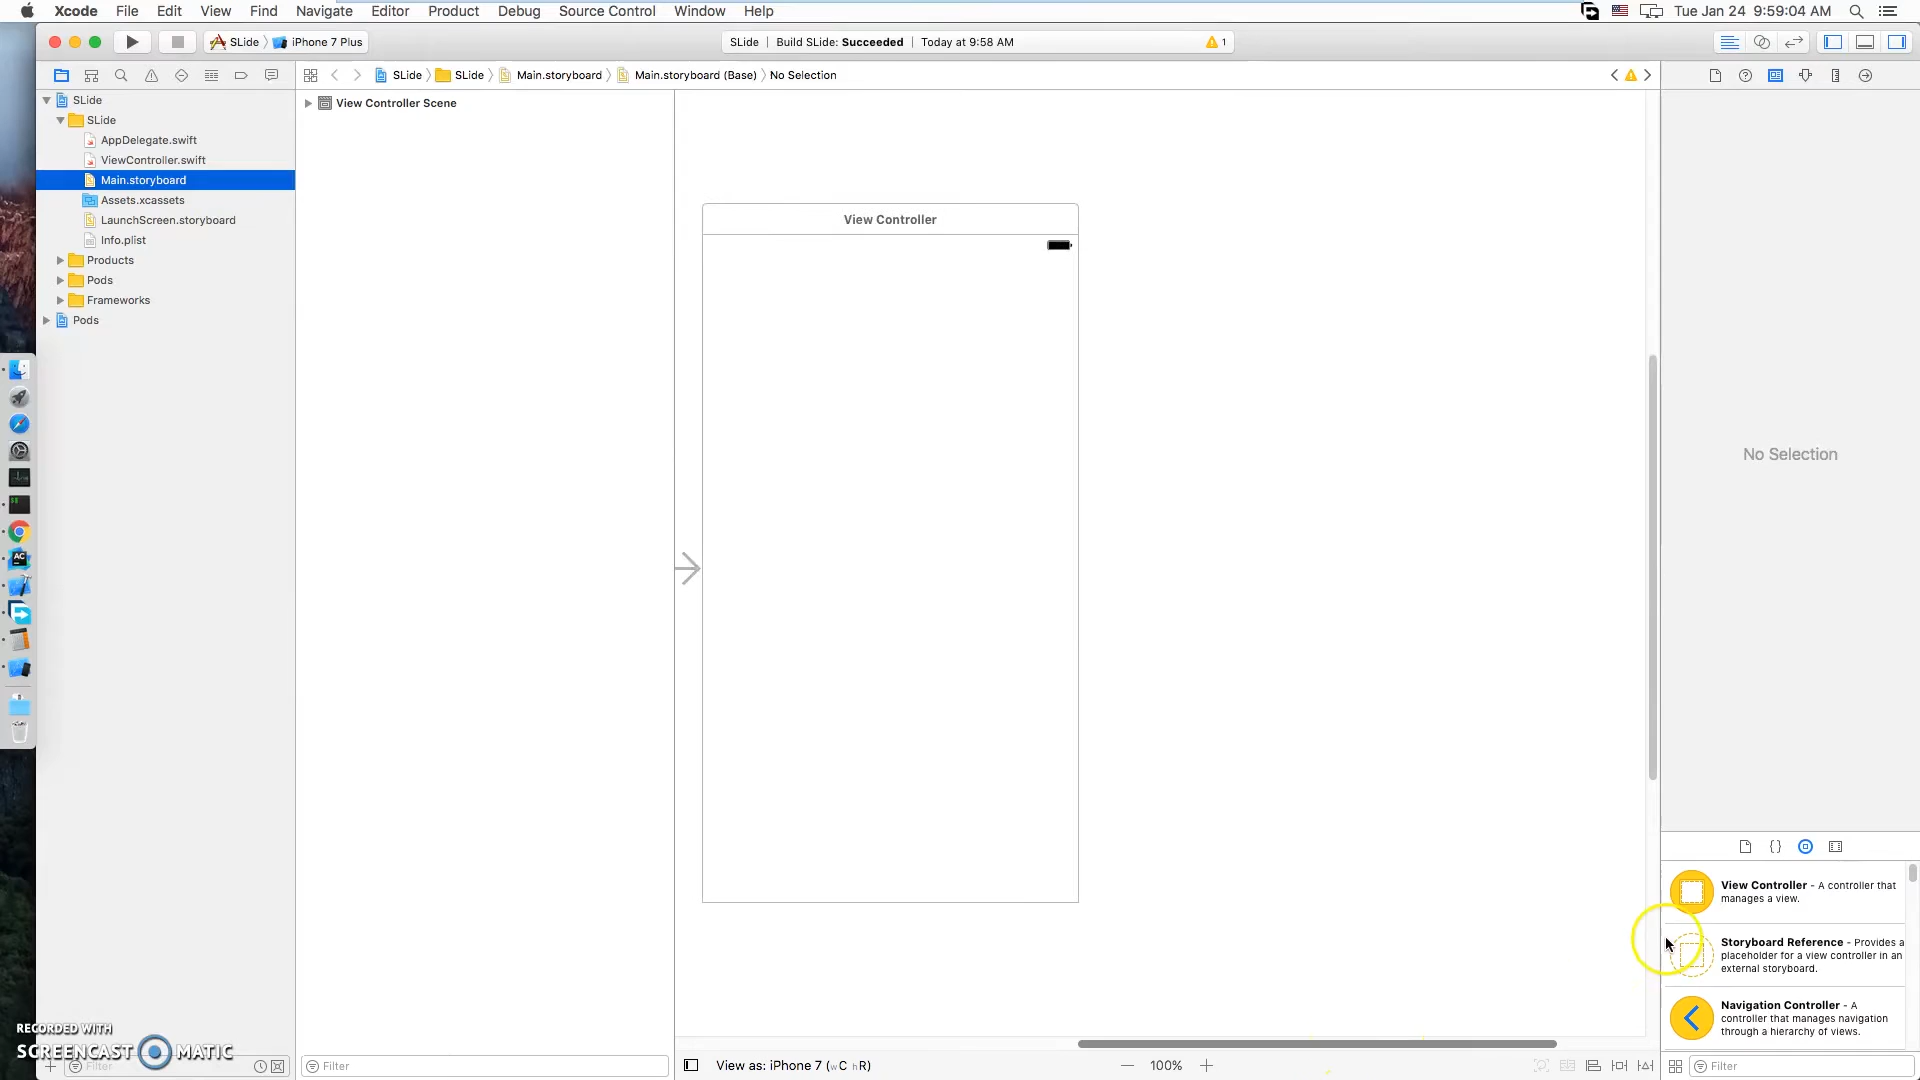 Xcode File Edit View Find Navigate Editor Product Debug Source Control Window Help Tue Jan 24 9:59:04 AM
SLide iPhone 7 Plus SLide | Build SLide: Succeeded | Today at 9:58 AM 1
SLide SLide Main.storyboard Main.storyboard (Base) No Selection
SLide
SLide
AppDelegate.swift
ViewController.swift
Main.storyboard
Assets.xcassets
LaunchScreen.storyboard
Info.plist
Products
Pods
Frameworks
Pods
View Controller Scene
View Controller
No Selection
{}
View Controller - A controller that
manages a view.
Storyboard Reference - Provides a
placeholder for a view controller in an
external storyboard.
Navigation Controller - A
controller that manages navigation
through a hierarchy of views.
AC
RECORDED WITH
SCREENCAST MATIC
Filter
Filter
View as: iPhone 7 (wC hR)
100%
Filter